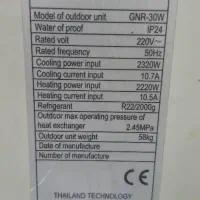 Model of outdoor unit GNR-30W
Water of proof IP24
Rated volt 220V~
Rated frequency 50Hz
Cooling power input 2320W
Cooling current input 10.7A
Heating power input 2220W
Heating current input 10.5A
Refrigerant R22/2000g
Outdoor max operating pressure of
heat exchanger 2.45MPa
Outdoor unit weight 58kg
Date of manufacture
Number of manufacture
CE
THAILAND TECHNOLOGY